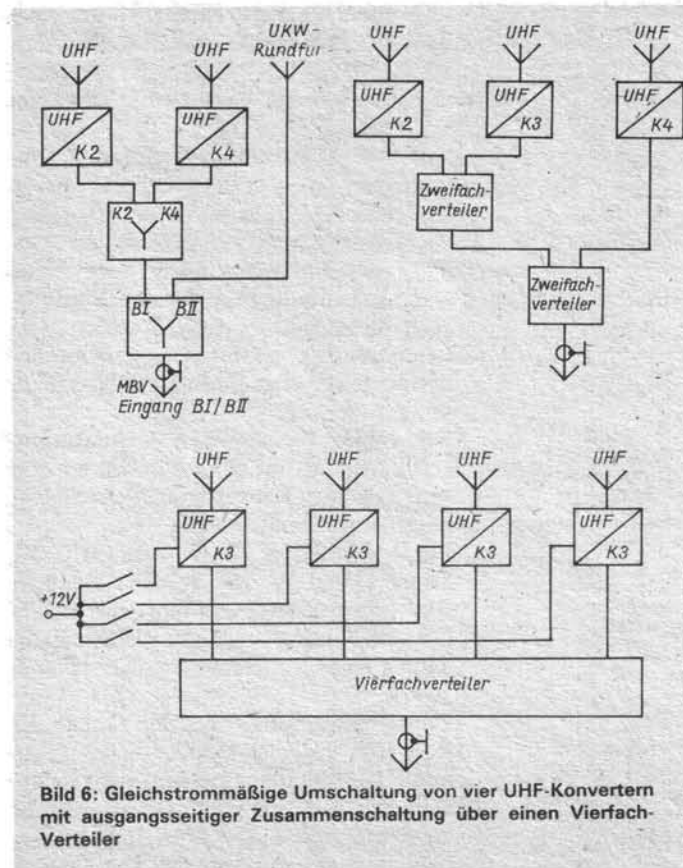 UHF UHF UKW-
Rundfur
UHF
K2
UHF
K4
K2 K4
BI BII
MBV
Eingang BI/BII
UHF UHF UHF
UHF
K2
UHF
K3
UHF
K4
Zweifach-
verteiler
Zweifach-
verteiler
UHF UHF UHF UHF
UHF
K3
UHF
K3
UHF
K3
UHF
K3
+12V
Vierfachverteiler
Bild 6: Gleichstrommäßige Umschaltung von vier UHF-Konvertern
mit ausgangsseitiger Zusammenschaltung über einen Vierfach-
Verteiler